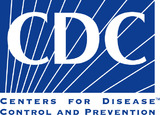 CDC
CENTERS FOR DISEASE™
CONTROL AND PREVENTION